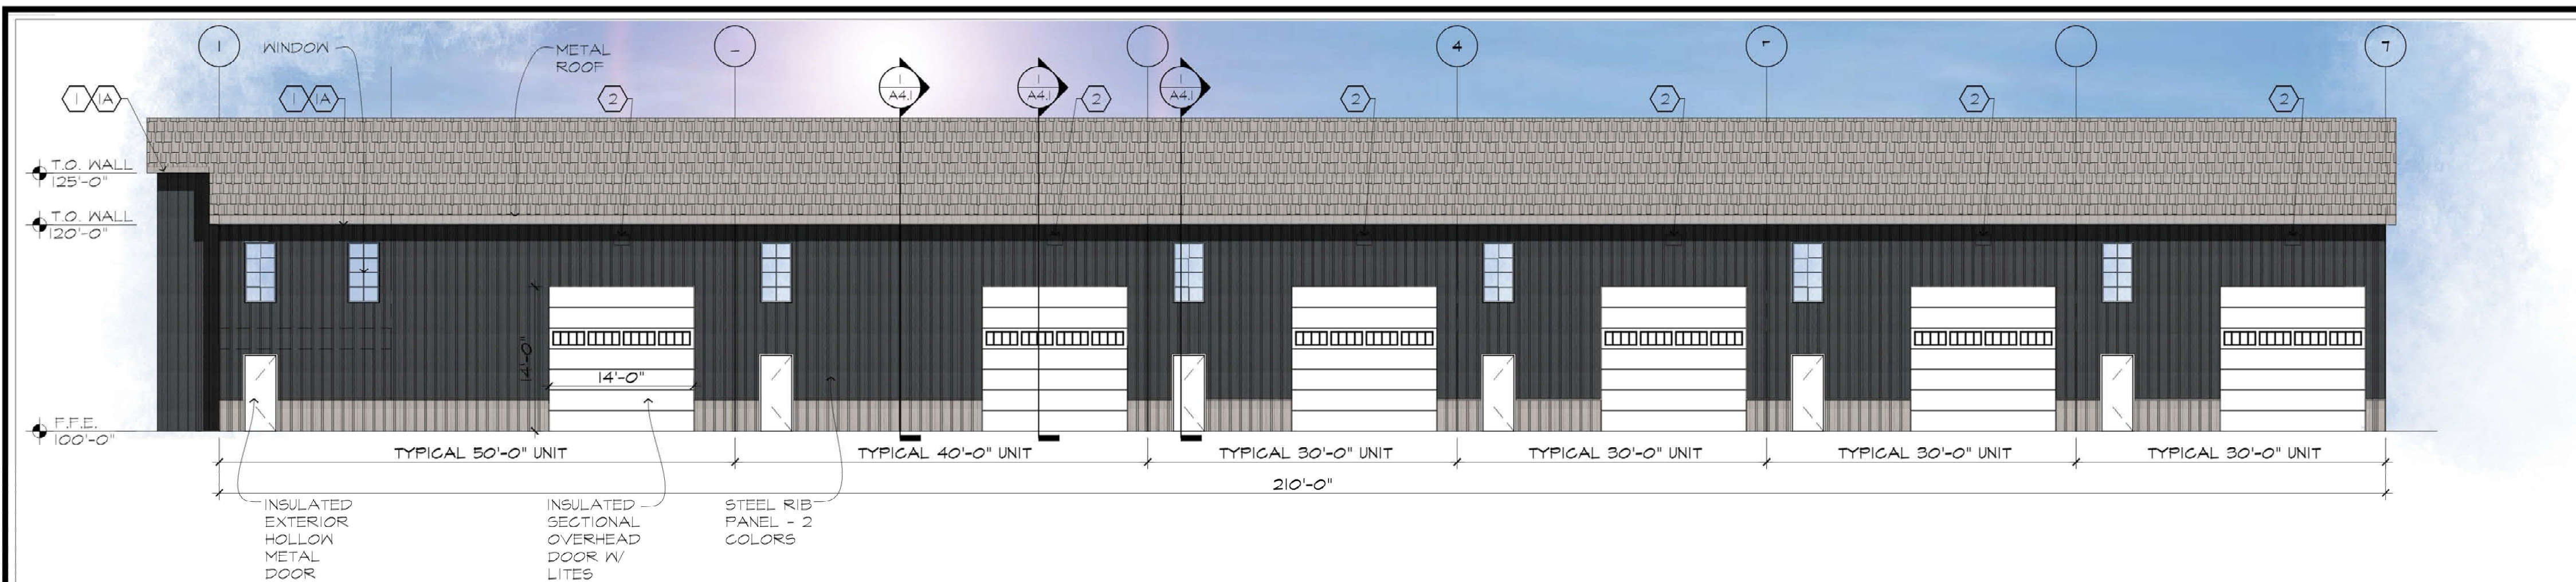 1
4
7
WINDOW
METAL
ROOF
1 1A
1 1A
2
1
A4.1
1
A4.1
2
1
A4.1
2
2
2
2
T.O. WALL
125'-0"
T.O. WALL
120'-0"
14'-0"
14'-0"
F.F.E.
100'-0"
TYPICAL 50'-0" UNIT
TYPICAL 40'-0" UNIT
TYPICAL 30'-0" UNIT
TYPICAL 30'-0" UNIT
TYPICAL 30'-0" UNIT
TYPICAL 30'-0" UNIT
210'-0"
INSULATED
EXTERIOR
HOLLOW
METAL
DOOR
INSULATED
SECTIONAL
OVERHEAD
DOOR W/
LITES
STEEL RIB
PANEL - 2
COLORS